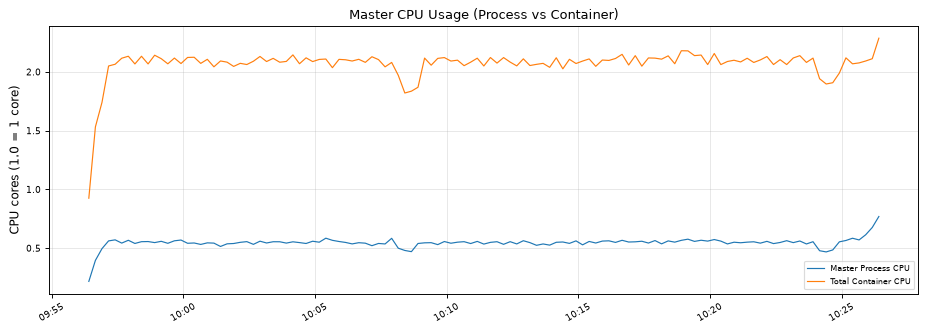 Master CPU Usage (Process vs Container)
CPU cores (1.0 = 1 core)
2.0
1.5
1.0
0.5
09:55
10:00
10:05
10:10
10:15
10:20
10:25
Master Process CPU
Total Container CPU